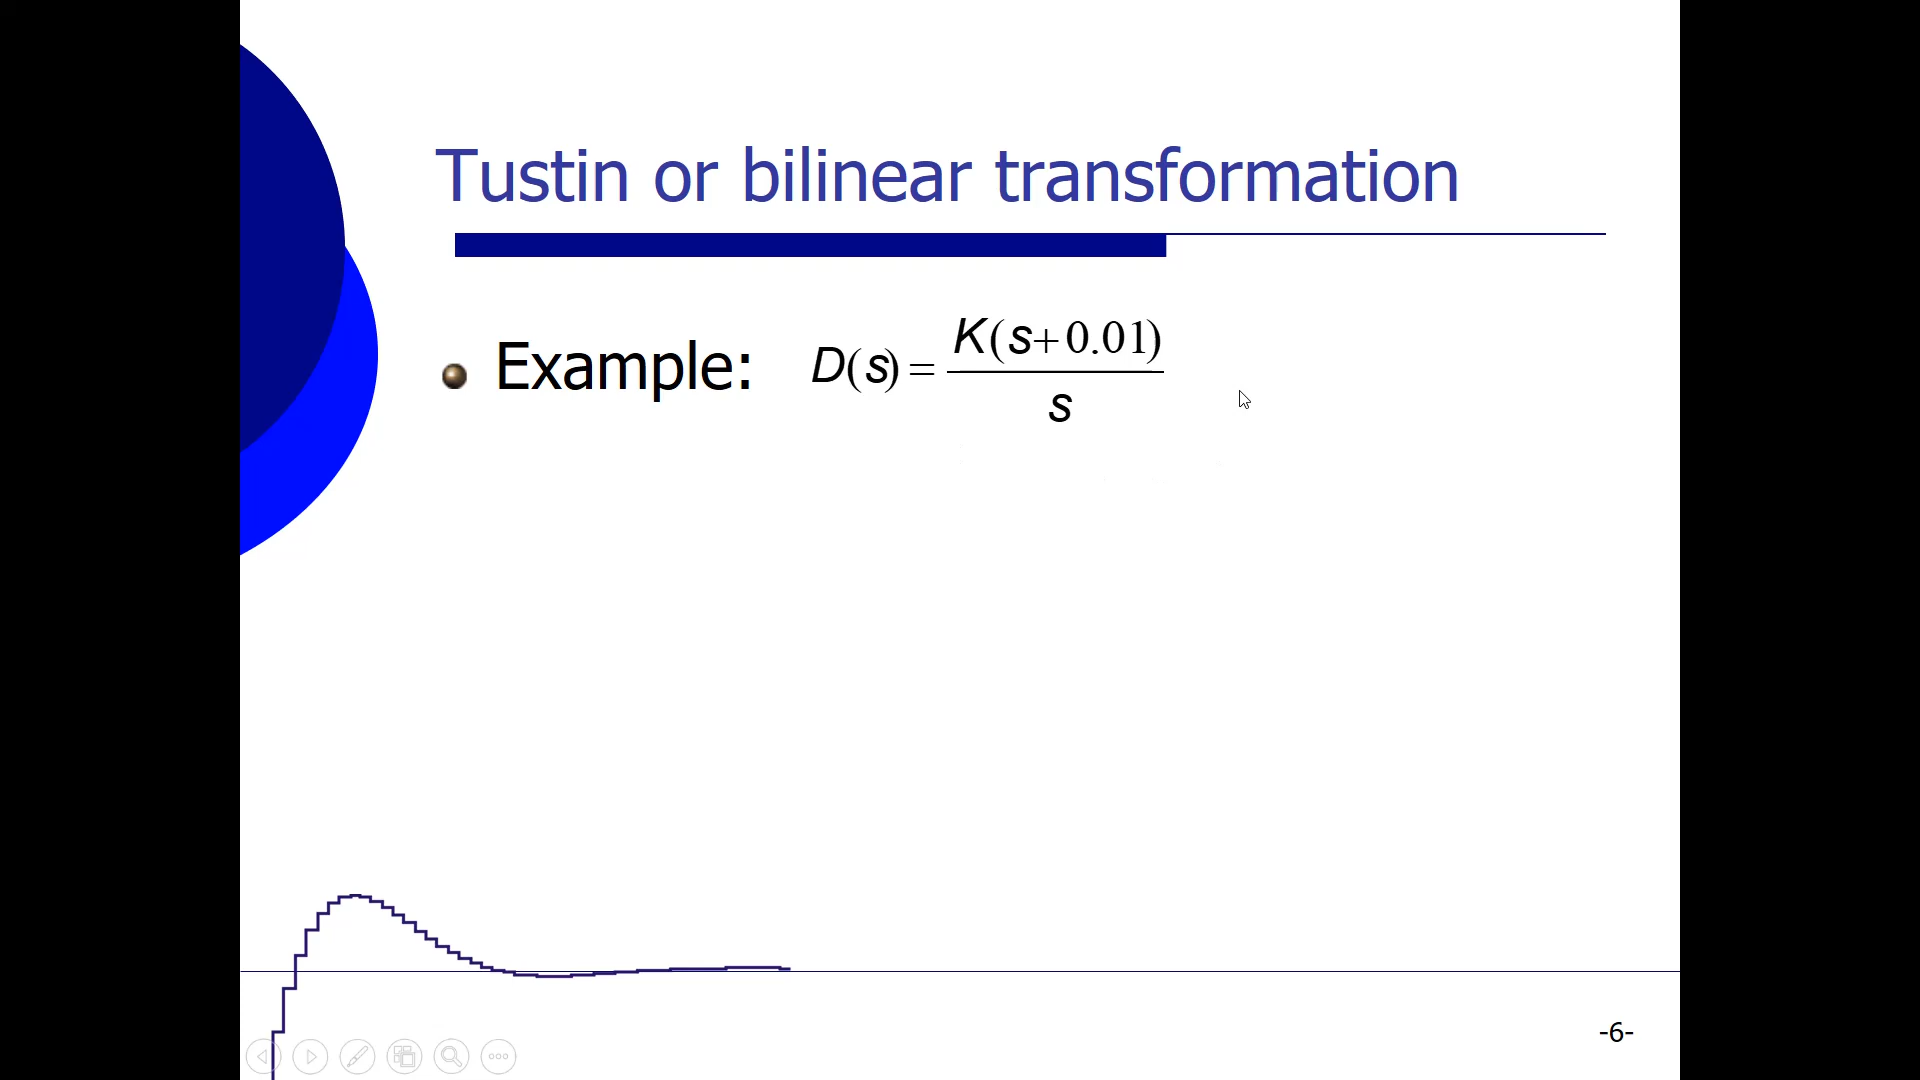 Tustin or bilinear transformation
Example: D(s) = K(s+0.01) / s
-6-